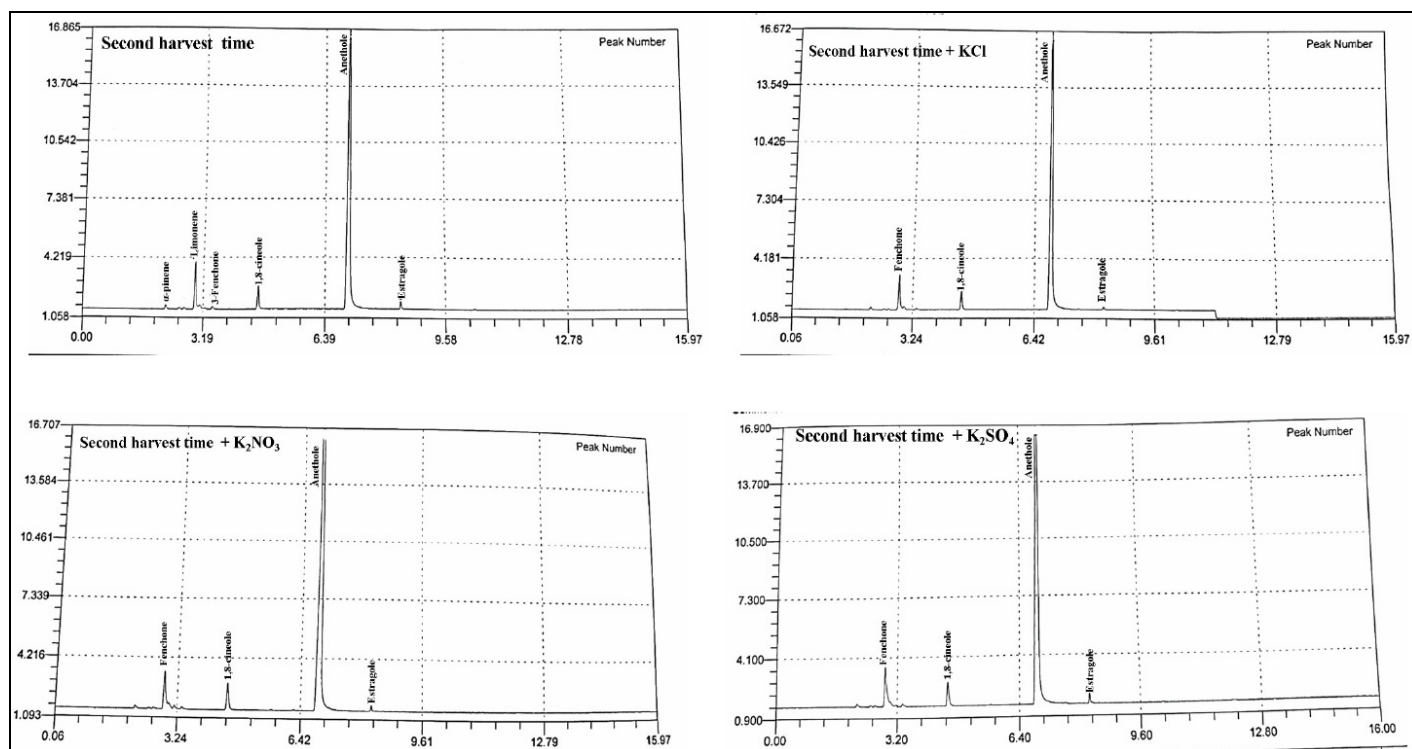 Second harvest time
Peak Number
16.865
13.704
10.542
7.381
4.219
1.058
α-pinene
Limonene
3-Fenchone
1,8-cineole
Anethole
Estragole
0.00 3.19 6.39 9.58 12.78 15.97
Second harvest time + KCl
Peak Number
16.672
13.549
10.426
7.304
4.181
1.058
Fenchone
1,8-cineole
Anethole
Estragole
0.06 3.24 6.42 9.61 12.79 15.97
Second harvest time + K₂NO₃
Peak Number
16.707
13.584
10.461
7.339
4.216
1.093
Fenchone
1,8-cineole
Anethole
Estragole
0.06 3.24 6.42 9.61 12.79 15.97
Second harvest time + K₂SO₄
Peak Number
16.900
13.700
10.500
7.300
4.100
0.900
Fenchone
1,8-cineole
Anethole
Estragole
0.00 3.20 6.40 9.60 12.80 16.00